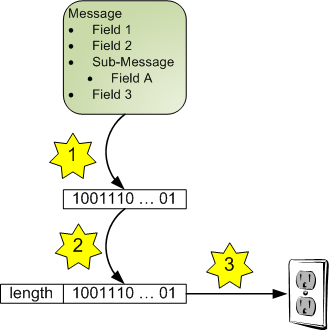 Message
• Field 1
• Field 2
• Sub-Message
• Field A
• Field 3
1
1001110 ... 01
2
3
length 1001110 ... 01